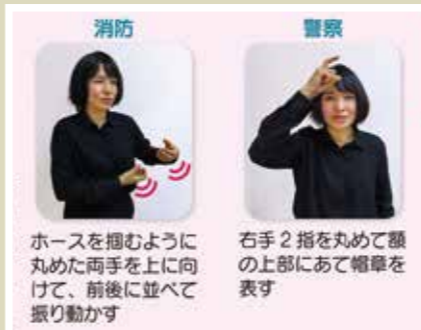 消防
ホースを掴むように
丸めた両手を上に向
けて、前後に並べて
振り動かす
警察
右手2指を丸めて額
の上部にあて帽章を
表す